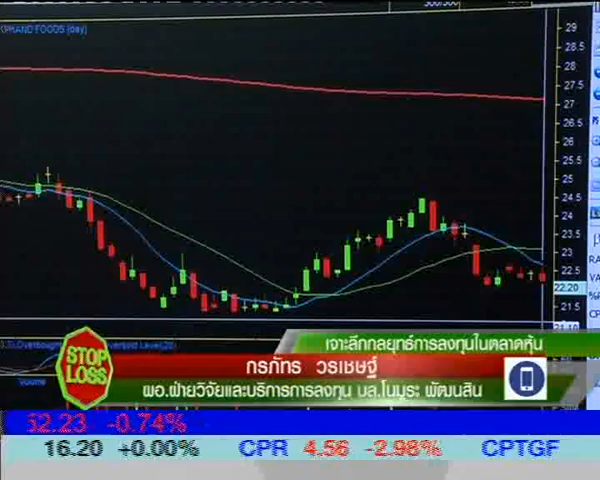 300/300
KPHAND FOODS (day)
29
28.5
28
27.5
27
26.5
26
25.5
25
24.5
24
23.5
23
22.5
22.20
21.5
21.10
Volume
STOP
LOSS
เจาะลึกกลยุทธ์การลงทุนในตลาดหุ้น
กรภัทร วรเชษฐ์
ผอ.ฝ่ายวิจัยและบริการการลงทุน บล.โนมูระ พัฒนสิน
52.23 -0.74%
16.20 +0.00% CPR 4.56 -2.98% CPTGF